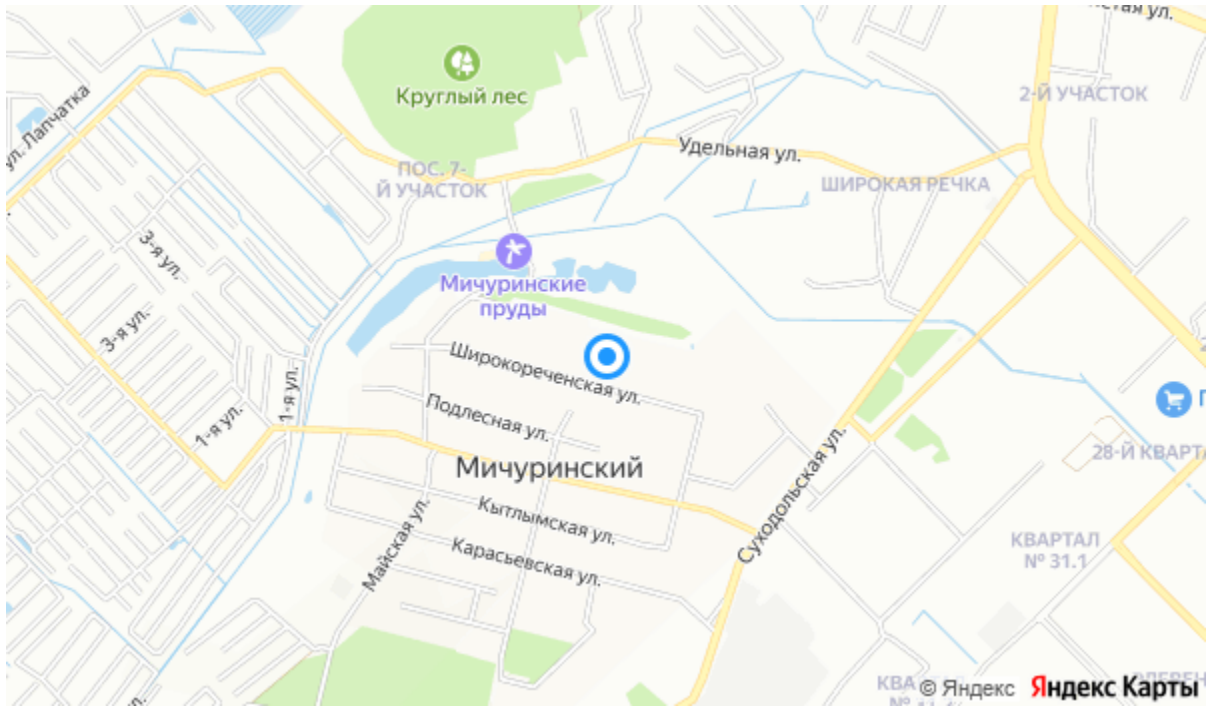 Круглый лес
2-Й УЧАСТОК
ул. Лапчатка
Удельная ул.
ПОС. 7-
Й УЧАСТОК
ШИРОКАЯ РЕЧКА
3-я ул.
Мичуринские
пруды
3-я ул.
Широкореченская ул.
1-я ул.
1-я ул.
Подлесная ул.
Суходольская ул.
28-Й КВАРТА
Мичуринский
Кытлымская ул.
Майская ул.
Карасьевская ул.
КВАРТАЛ
№ 31.1
© Яндекс Яндекс Карты